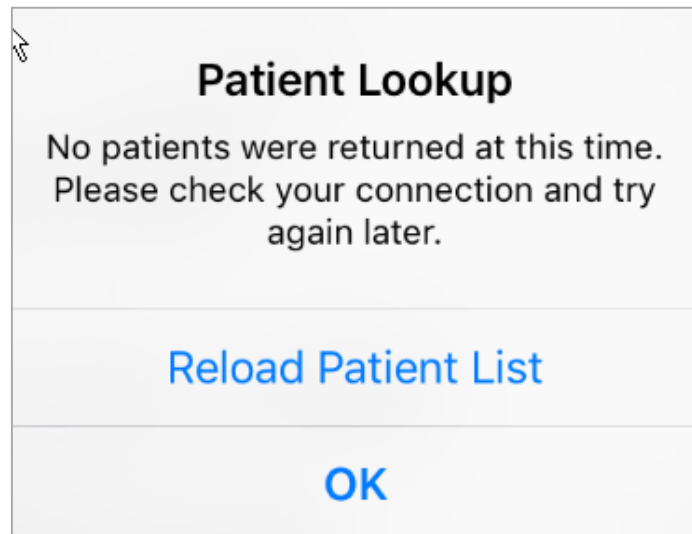 Patient Lookup
No patients were returned at this time.
Please check your connection and try
again later.
Reload Patient List
OK